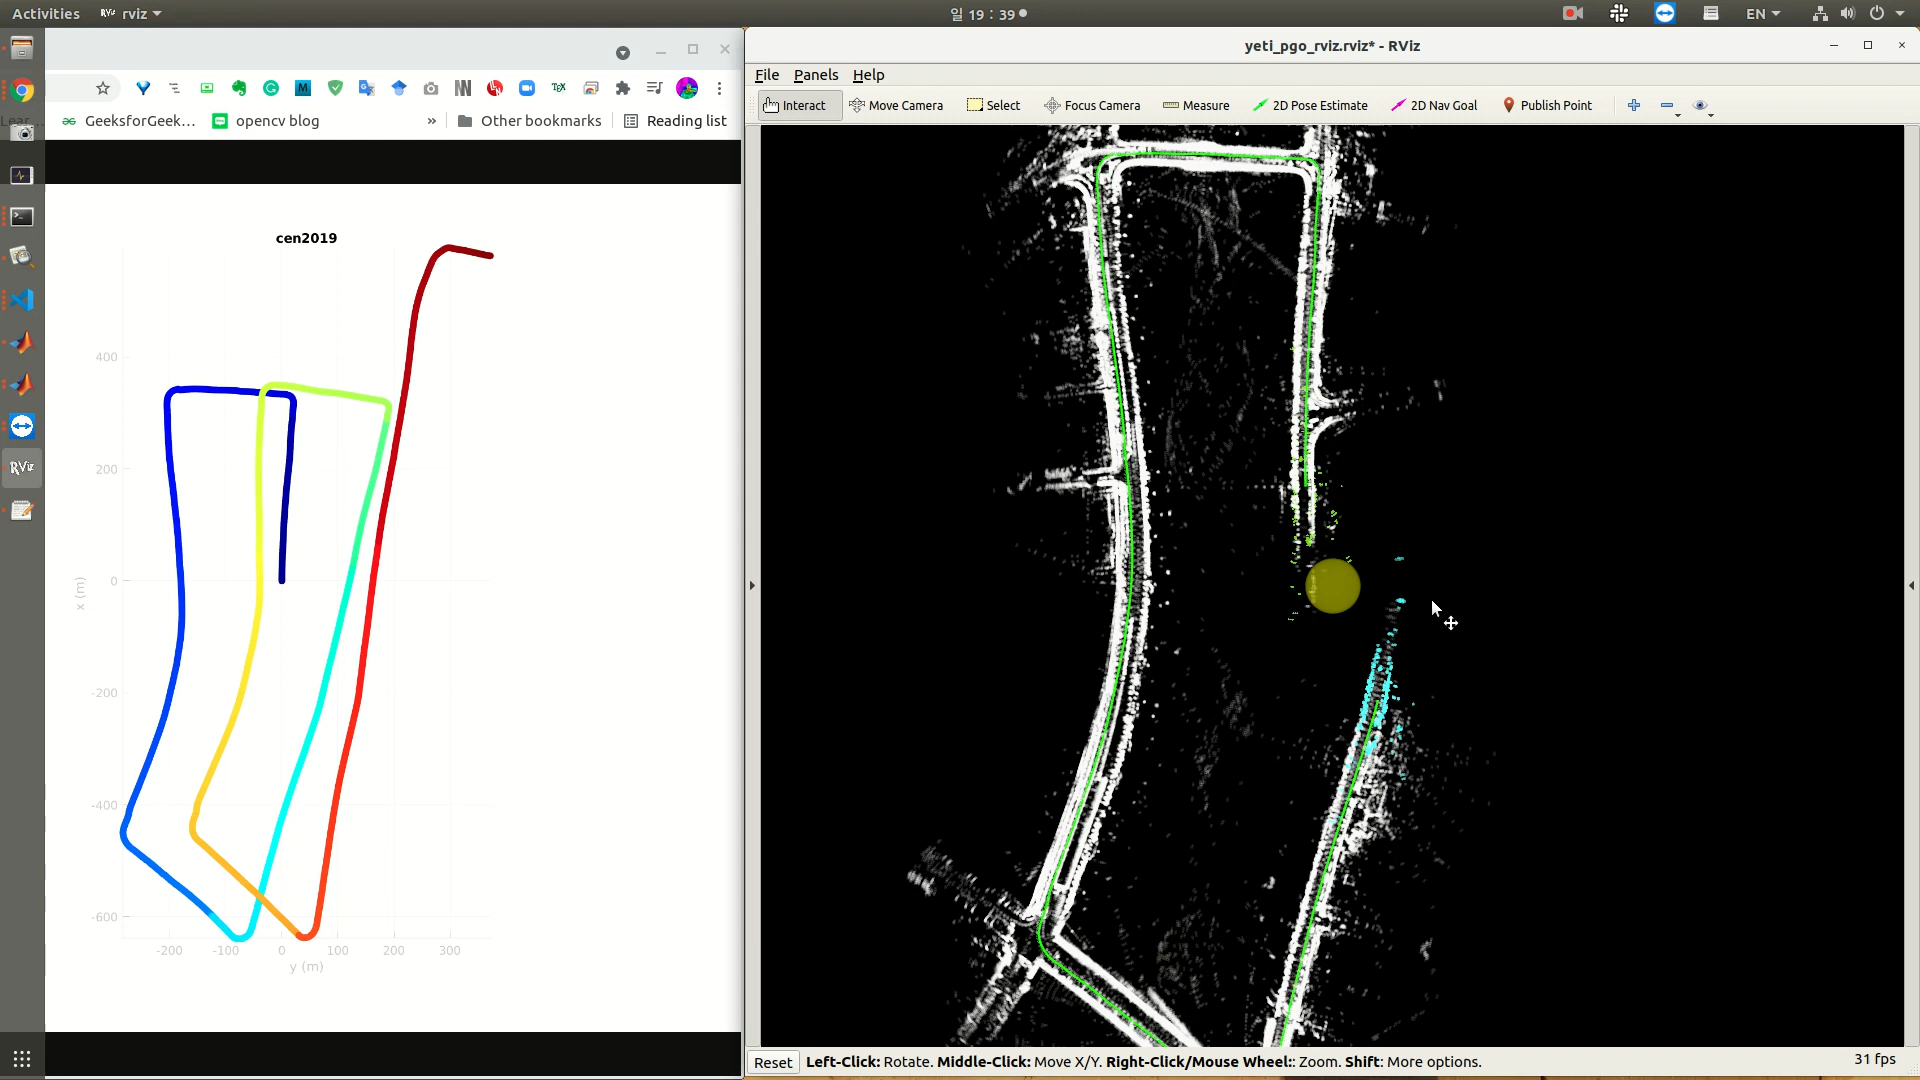 Activities
RViz rviz
일 19 : 39
EN
yeti_pgo_rviz.rviz* - RViz
File Panels Help
Interact Move Camera Select Focus Camera Measure 2D Pose Estimate 2D Nav Goal Publish Point
GeeksforGeek... opencv blog » Other bookmarks Reading list
cen2019
400
200
0
-200
-400
-600
x (m)
-200 -100 0 100 200 300
y (m)
RViz
Reset Left-Click: Rotate. Middle-Click: Move X/Y. Right-Click/Mouse Wheel:: Zoom. Shift: More options.
31 fps